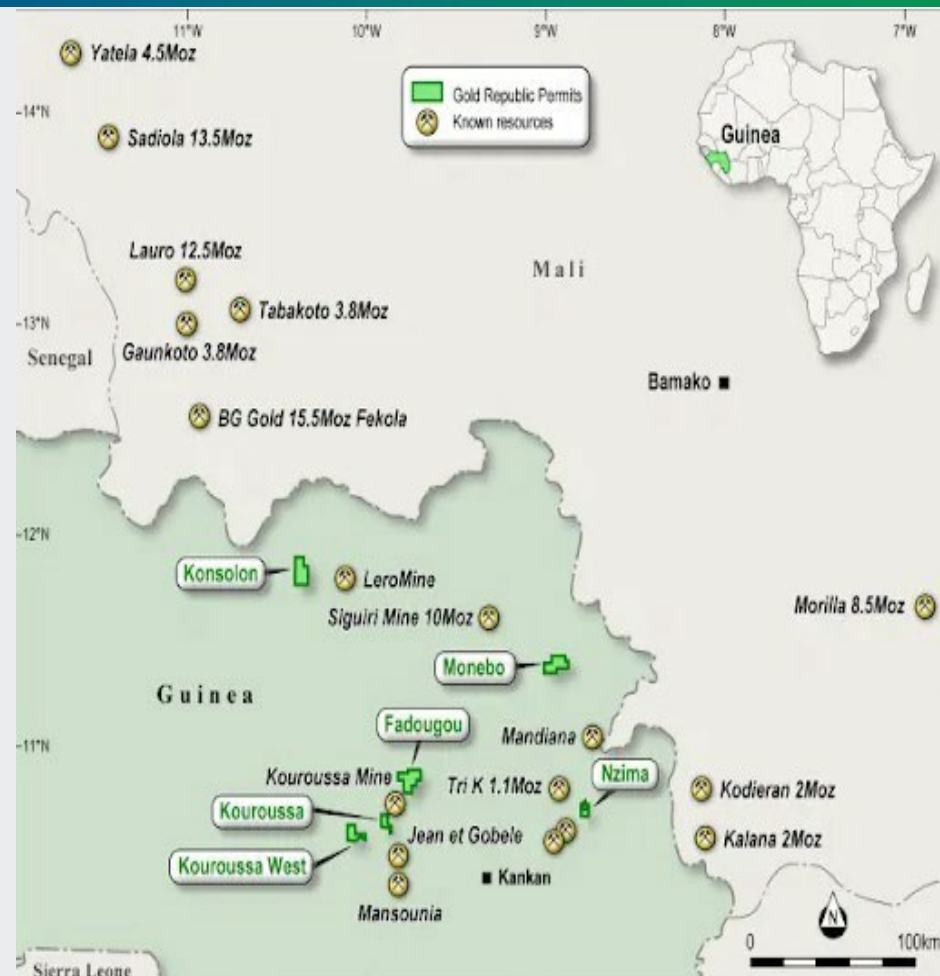 11°W 10°W 9°W 8°W 7°W
Yatela 4.5Moz
Gold Republic Permits
Known resources
14°N
Guinea
Sadiola 13.5Moz
Lauro 12.5Moz
Mali
Tabakoto 3.8Moz
13°N
Gaunkoto 3.8Moz
Senegal
Bamako
BG Gold 15.5Moz Fekola
12°N
Konsolon
LeroMine
Morilla 8.5Moz
Siguiri Mine 10Moz
Monebo
Guinea
Fadougou
Mandiana
11°N
Kouroussa Mine
Tri K 1.1Moz
Nzima
Kodieran 2Moz
Kouroussa
Jean et Gobele
Kalana 2Moz
Kouroussa West
Kankan
Mansounia
N
0 100km
Sierra Leone